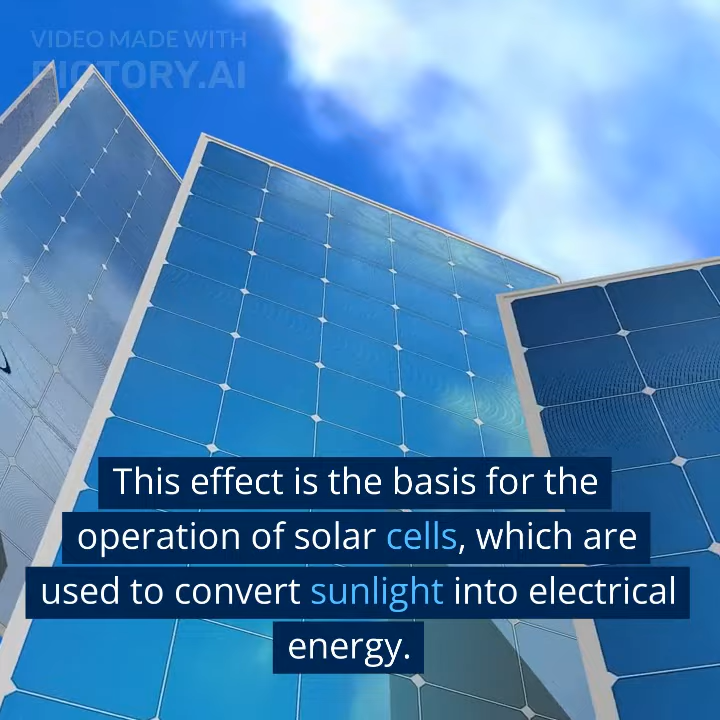 VIDEO MADE WITH
PICTORY.AI
This effect is the basis for the
operation of solar cells, which are
used to convert sunlight into electrical
energy.